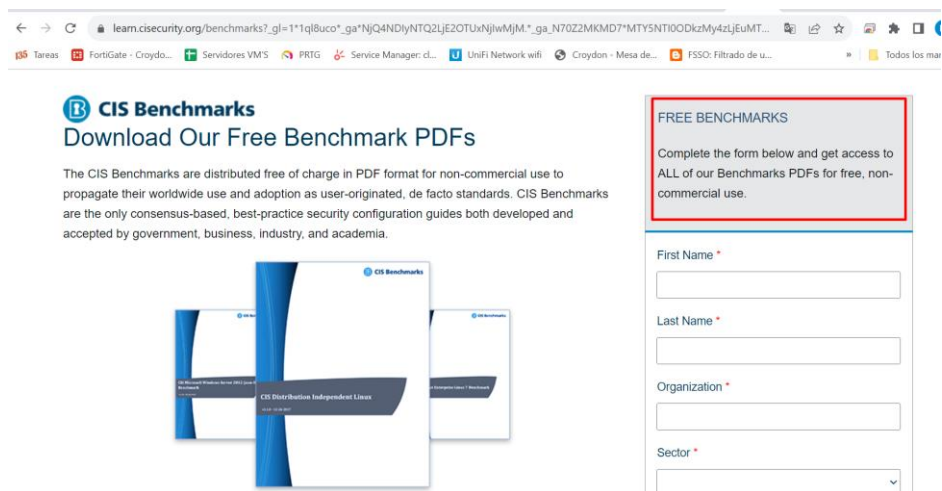 learn.cisecurity.org/benchmarks?_gl=1*1ql8uco*_ga*NjQ4NDIyNTQ2LjE2OTUxNjIwMjM.*_ga_N70Z2MKMD7*MTY5NTI0ODkzMy4zLjEuMT...
Tareas FortiGate - Croydo... Servidores VM'S PRTG Service Manager: cl... UniFi Network wifi Croydon - Mesa de... FSSO: Filtrado de u... » Todos los mar
CIS Benchmarks
Download Our Free Benchmark PDFs
The CIS Benchmarks are distributed free of charge in PDF format for non-commercial use to
propagate their worldwide use and adoption as user-originated, de facto standards. CIS Benchmarks
are the only consensus-based, best-practice security configuration guides both developed and
accepted by government, business, industry, and academia.
CIS Benchmarks
CIS Distribution Independent Linux
FREE BENCHMARKS
Complete the form below and get access to
ALL of our Benchmarks PDFs for free, non-
commercial use.
First Name *
Last Name *
Organization *
Sector *